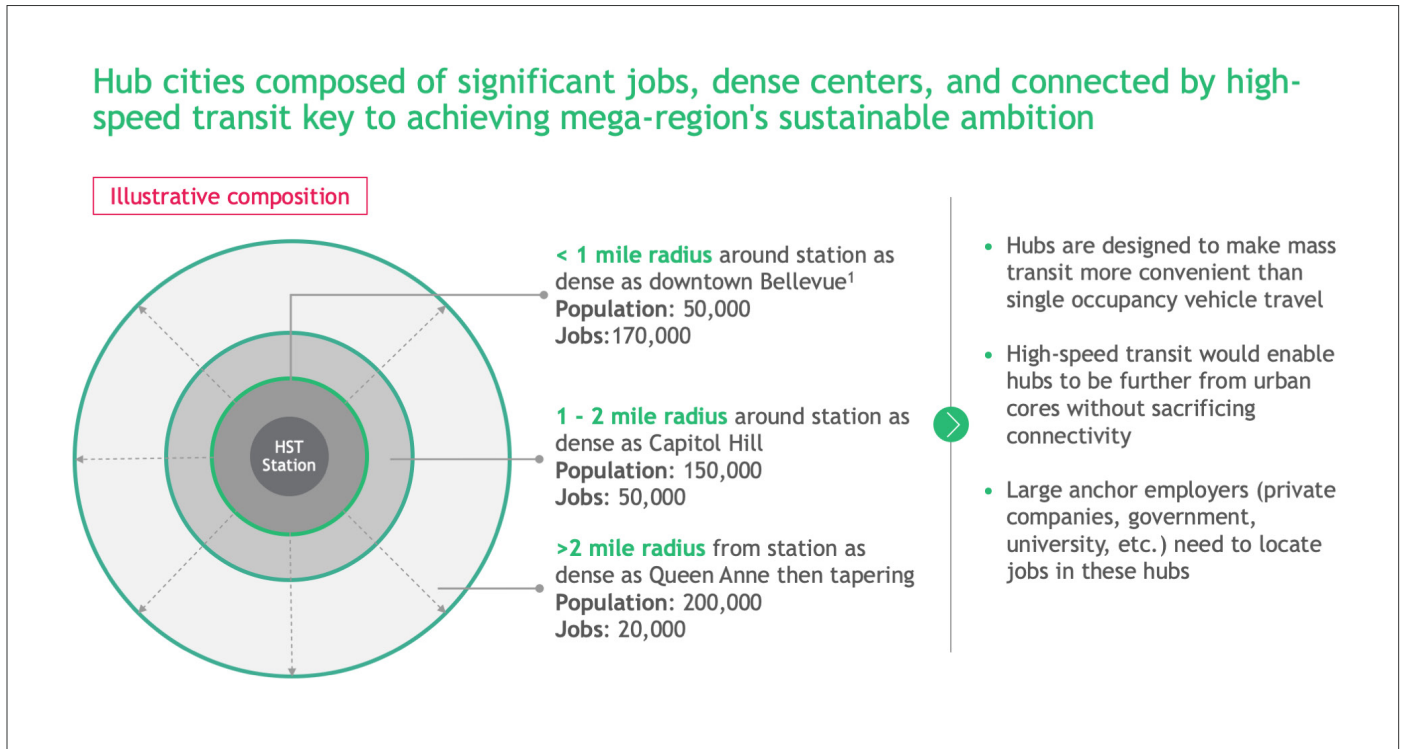 Hub cities composed of significant jobs, dense centers, and connected by high-
speed transit key to achieving mega-region's sustainable ambition
Illustrative composition
HST
Station
< 1 mile radius around station as
dense as downtown Bellevue¹
Population: 50,000
Jobs:170,000
1 - 2 mile radius around station as
dense as Capitol Hill
Population: 150,000
Jobs: 50,000
>2 mile radius from station as
dense as Queen Anne then tapering
Population: 200,000
Jobs: 20,000
• Hubs are designed to make mass
transit more convenient than
single occupancy vehicle travel
• High-speed transit would enable
hubs to be further from urban
cores without sacrificing
connectivity
• Large anchor employers (private
companies, government,
university, etc.) need to locate
jobs in these hubs